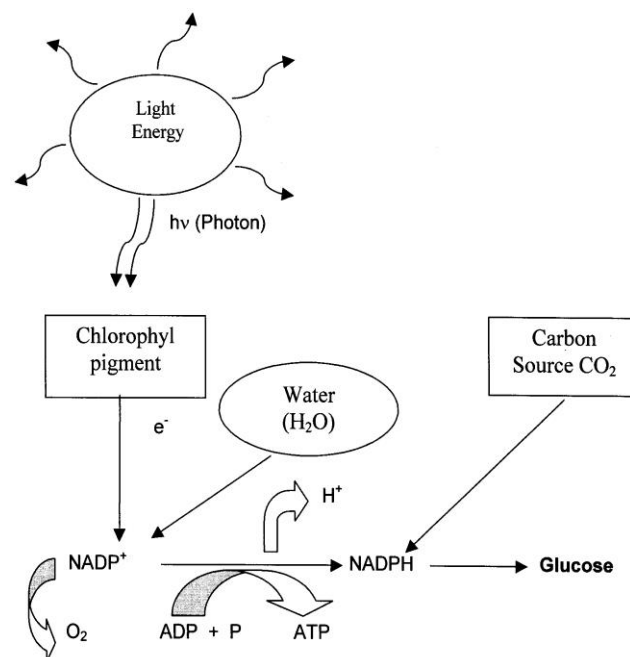 Light
Energy
hν (Photon)
Chlorophyl
pigment
Carbon
Source CO₂
Water
(H₂O)
e⁻
H⁺
NADP⁺
NADPH
Glucose
O₂
ADP + P
ATP